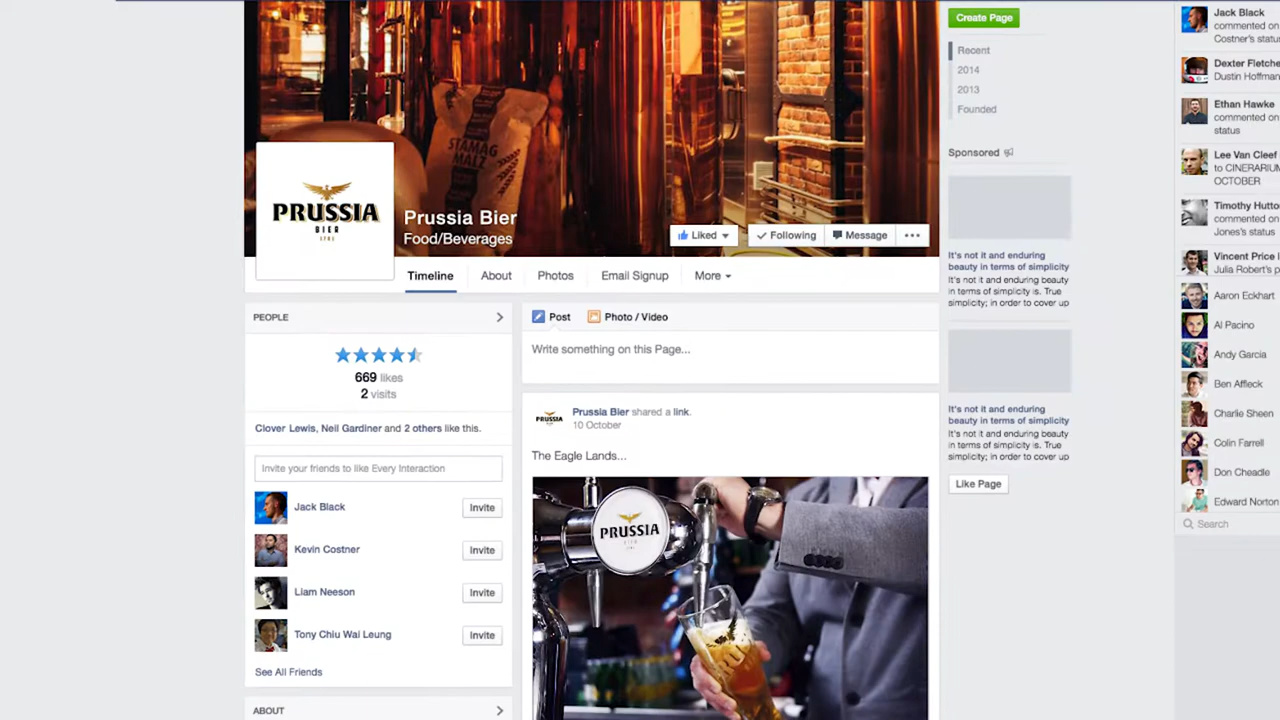 STAMAG
MALZ
PRUSSIA
BIER
Prussia Bier
Food/Beverages
Liked
Following
Message
Timeline
About
Photos
Email Signup
More
PEOPLE
669 likes
2 visits
Clover Lewis, Neil Gardiner and 2 others like this.
Invite your friends to like Every Interaction
Jack Black
Invite
Kevin Costner
Invite
Liam Neeson
Invite
Tony Chiu Wai Leung
Invite
See All Friends
ABOUT
Post
Photo / Video
Write something on this Page...
PRUSSIA
Prussia Bier shared a link.
10 October
The Eagle Lands...
PRUSSIA
Create Page
Recent
2014
2013
Founded
Sponsored
It's not it and enduring
beauty in terms of simplicity
It's not it and enduring beauty
in terms of simplicity is. True
simplicity; in order to cover up
It's not it and enduring
beauty in terms of simplicity
It's not it and enduring beauty
in terms of simplicity is. True
simplicity; in order to cover up
Like Page
Jack Black
commented on
Costner's status
Dexter Fletche
Dustin Hoffma
Ethan Hawke
commented on
status
Lee Van Cleef
to CINERARIUM
OCTOBER
Timothy Hutto
commented on
Jones's status
Vincent Price l
Julia Robert's p
Aaron Eckhart
Al Pacino
Andy Garcia
Ben Affleck
Charlie Sheen
Colin Farrell
Don Cheadle
Edward Norton
Search